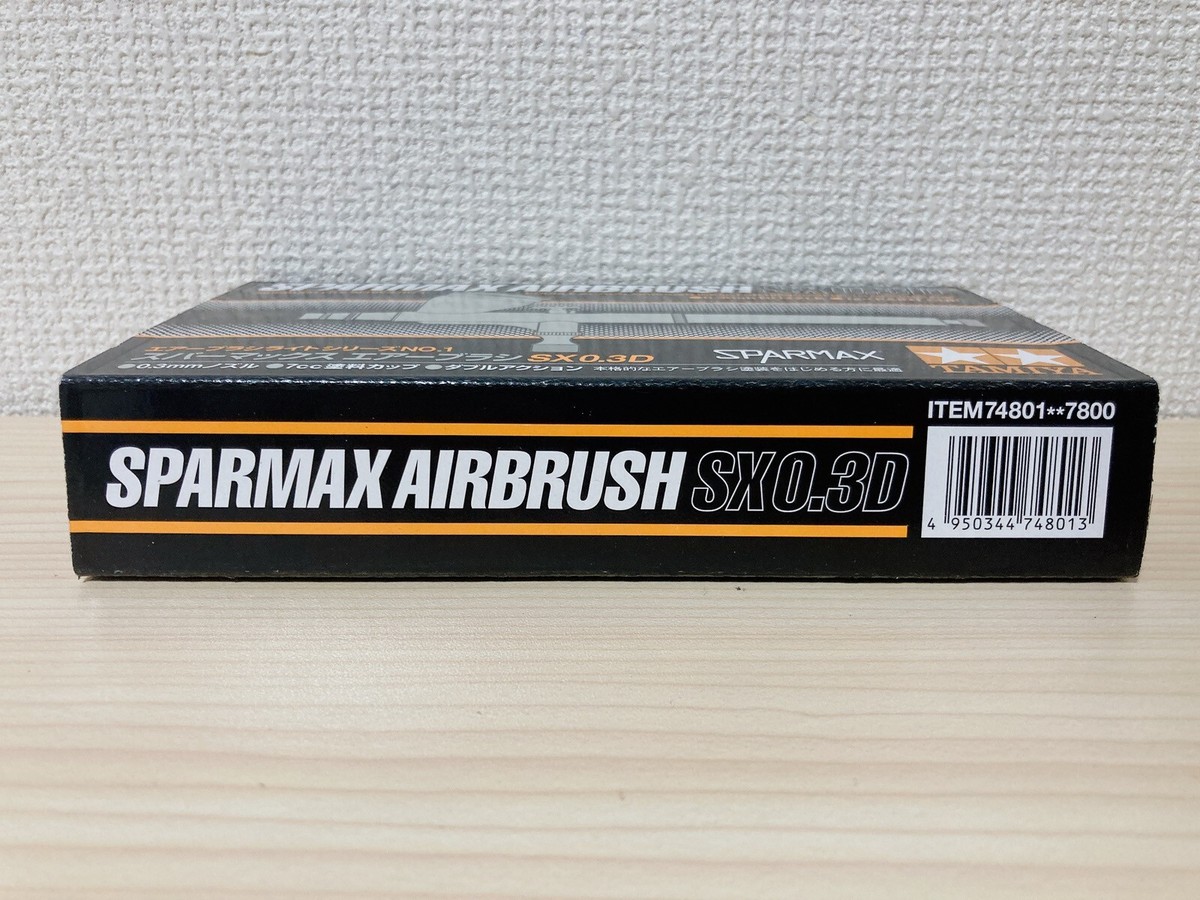 SPARMAX AIRBRUSH
エアーブラシライトシリーズNO.1
スパーマックス エアーブラシ SX0.3D
●0.3mmノズル ●7cc塗料カップ ●ダブルアクション 本格的なエアーブラシ塗装をはじめる方に最適
SPARMAX
TAMIYA
SPARMAX AIRBRUSH SX0.3D
ITEM74801**7800
4 950344 748013